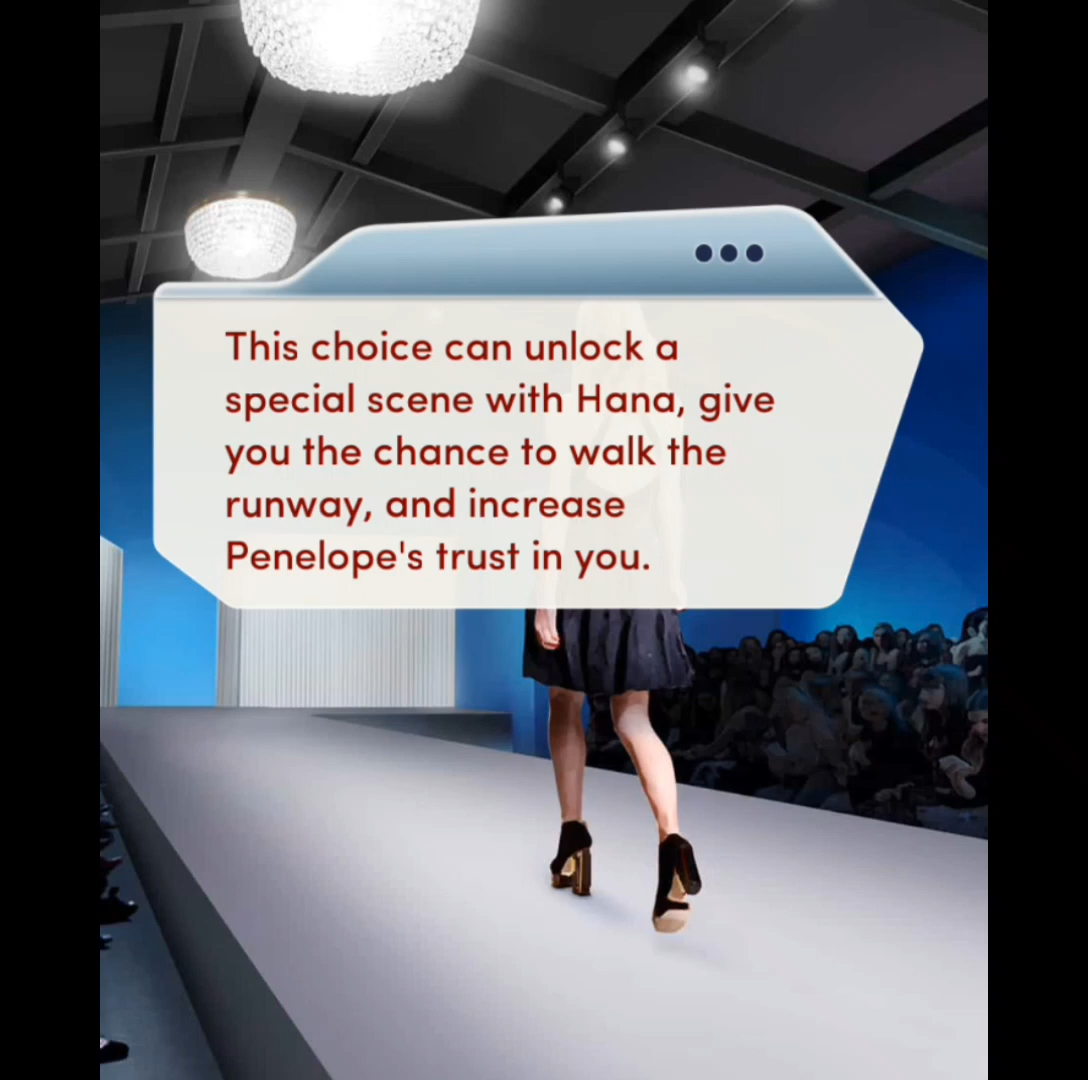 This choice can unlock a
special scene with Hana, give
you the chance to walk the
runway, and increase
Penelope's trust in you.